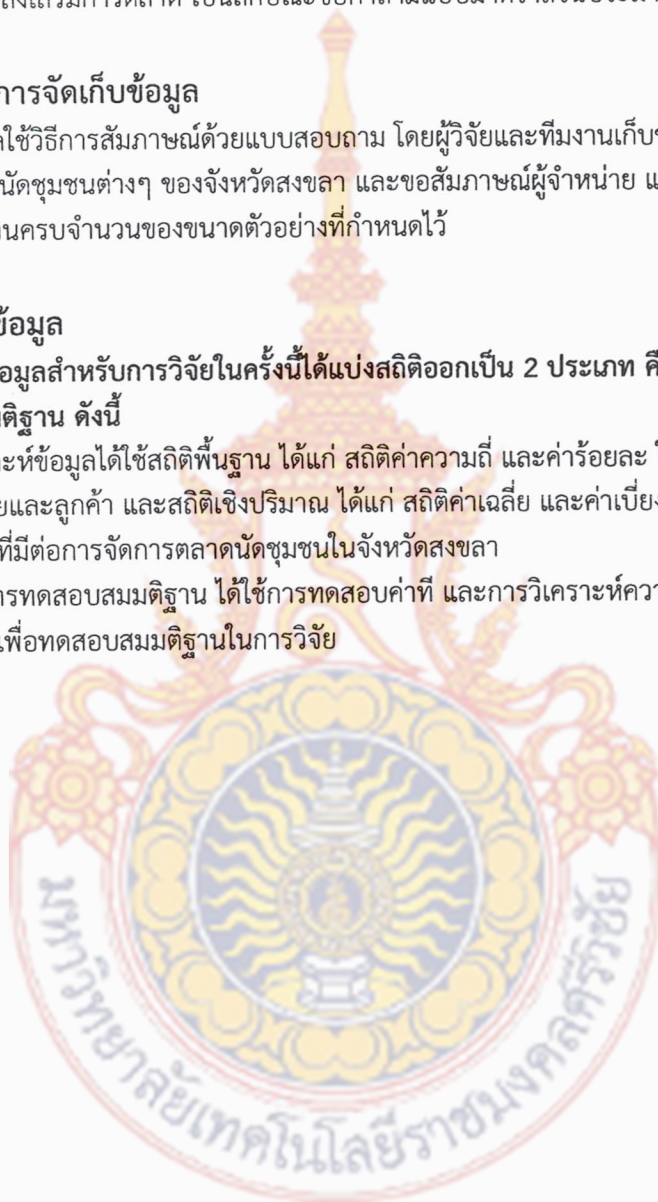 การจัดเก็บข้อมูล
ใช้วิธีการสัมภาษณ์ด้วยแบบสอบถาม โดยผู้วิจัยและทีมงานเก็บ
นัดชุมชนต่างๆ ของจังหวัดสงขลา และขอสัมภาษณ์ผู้จำหน่าย แ
นครบจำนวนของขนาดตัวอย่างที่กำหนดไว้
ข้อมูล
อมูลสำหรับการวิจัยในครั้งนี้ได้แบ่งสถิติออกเป็น 2 ประเภท คื
มติฐาน ดังนี้
ะห์ข้อมูลได้ใช้สถิติพื้นฐาน ได้แก่ สถิติค่าความถี่ และค่าร้อยละ
ยและลูกค้า และสถิติเชิงปริมาณ ได้แก่ สถิติค่าเฉลี่ย และค่าเบี่ยง
ที่มีต่อการจัดการตลาดนัดชุมชนในจังหวัดสงขลา
ารทดสอบสมมติฐาน ได้ใช้การทดสอบค่าที และการวิเคราะห์ควา
เพื่อทดสอบสมมติฐานในการวิจัย
มหาวิทยาลัยเทคโนโลยีราชมงคลศรีวิชัย